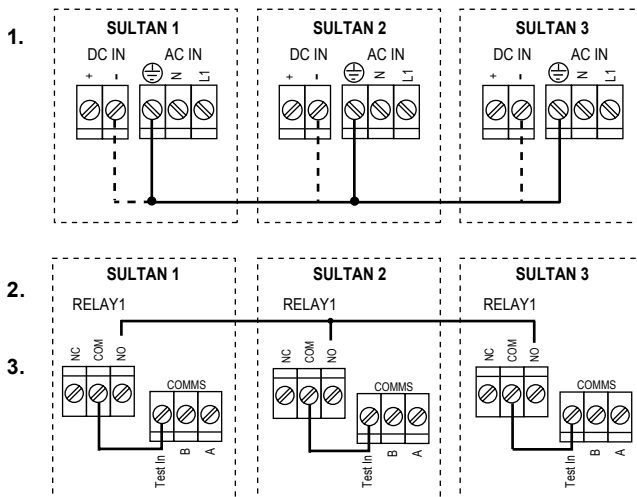 1.
SULTAN 1 SULTAN 2 SULTAN 3
DC IN AC IN DC IN AC IN DC IN AC IN
+ - N L1 + - N L1 + - N L1
2.
SULTAN 1 SULTAN 2 SULTAN 3
RELAY1 RELAY1 RELAY1
3.
NC COM NO NC COM NO NC COM NO
COMMS COMMS COMMS
Test In B A Test In B A Test In B A